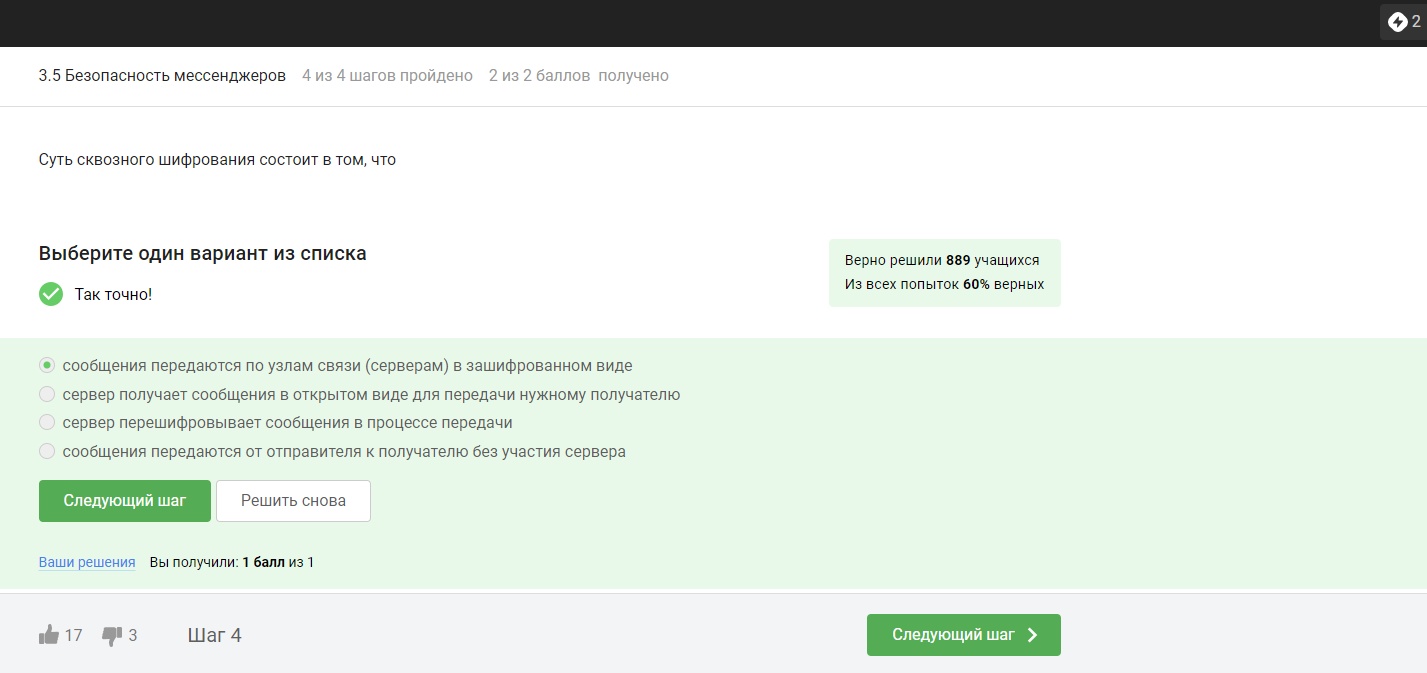 2
3.5 Безопасность мессенджеров 4 из 4 шагов пройдено 2 из 2 баллов получено
Суть сквозного шифрования состоит в том, что
Выберите один вариант из списка
Так точно!
Верно решили 889 учащихся
Из всех попыток 60% верных
сообщения передаются по узлам связи (серверам) в зашифрованном виде
сервер получает сообщения в открытом виде для передачи нужному получателю
сервер перешифровывает сообщения в процессе передачи
сообщения передаются от отправителя к получателю без участия сервера
Следующий шаг Решить снова
Ваши решения Вы получили: 1 балл из 1
17 3 Шаг 4 Следующий шаг